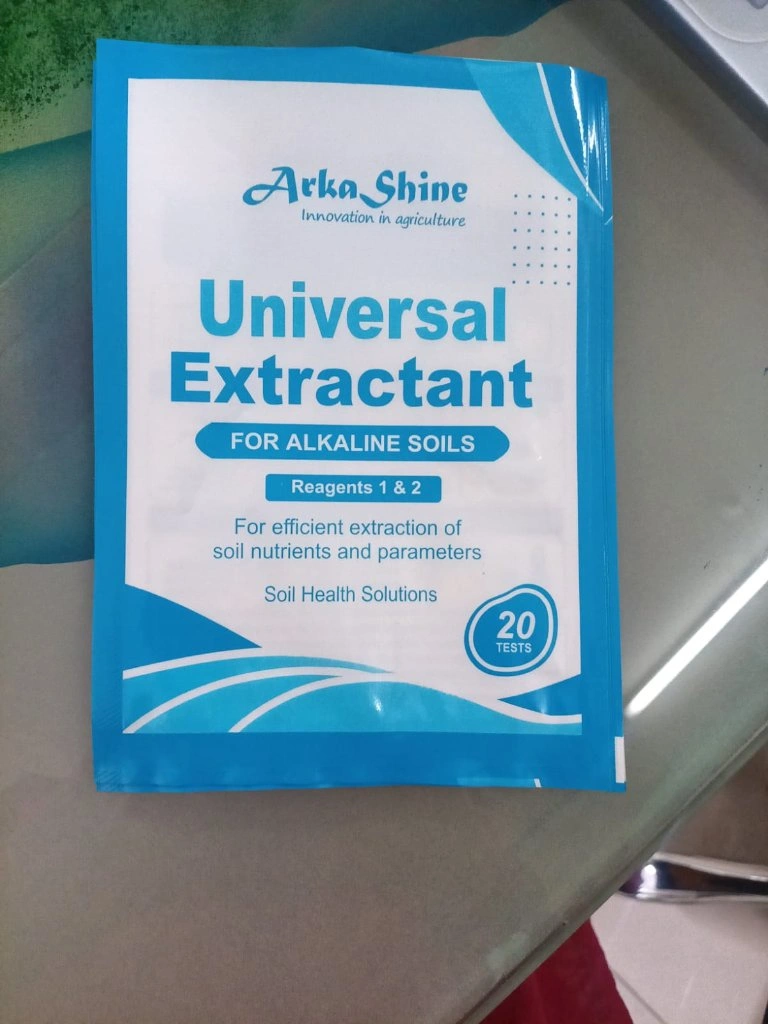 Arka Shine
Innovation in agriculture
Universal
Extractant
FOR ALKALINE SOILS
Reagents 1 & 2
For efficient extraction of
soil nutrients and parameters
Soil Health Solutions
20
TESTS